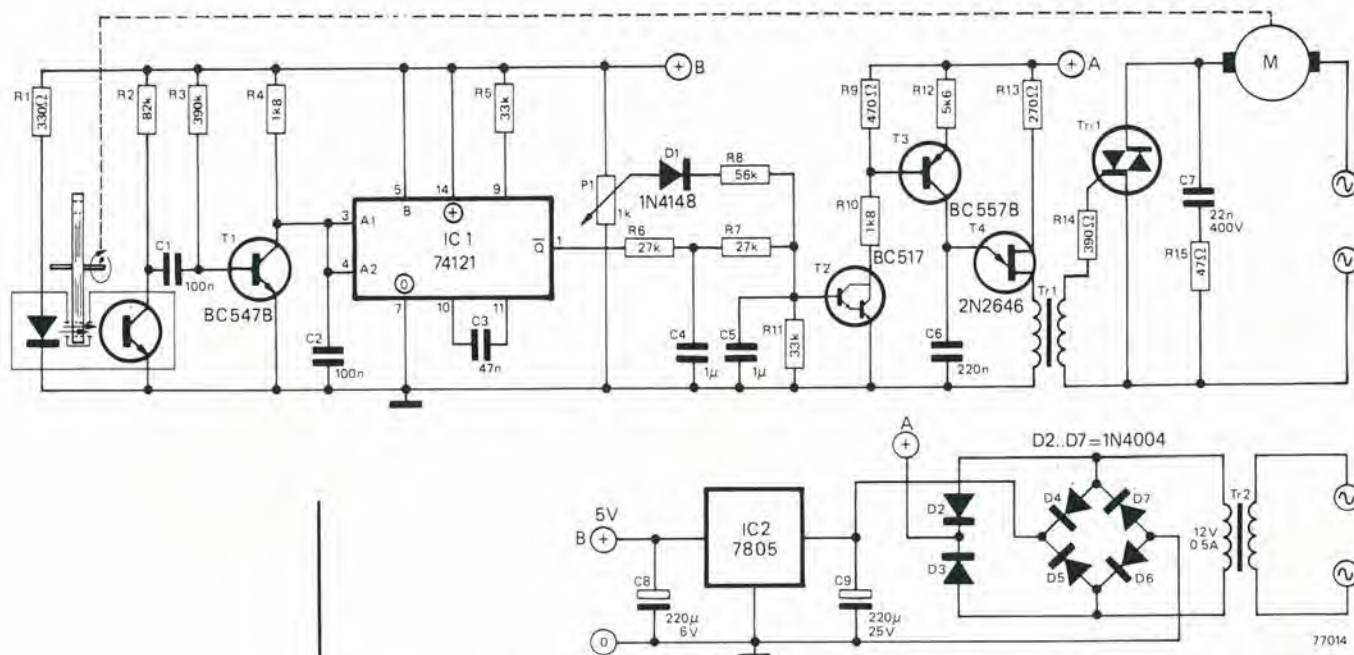 R1
330Ω
R2
82k
R3
390k
R4
1k8
R5
33k
B
C1
100n
T1
BC547B
C2
100n
3
A1
4
A2
5
B
14
9
IC 1
74121
Q̅
1
0
7
10
11
C3
47n
P1
1k
D1
1N4148
R8
56k
R6
27k
R7
27k
C4
1µ
C5
1µ
R11
33k
T2
BC517
R9
470Ω
R12
5k6
R13
270Ω
A
T3
R10
1k8
BC557B
T4
2N2646
C6
220n
Tr1
R14
390Ω
Tri1
C7
22n
400V
R15
47Ω
M
A
D2..D7=1N4004
5V
B
IC2
7805
C8
220µ
6V
C9
220µ
25V
D2
D3
D4
D7
D5
D6
Tr2
12V
0 5A
0
77014